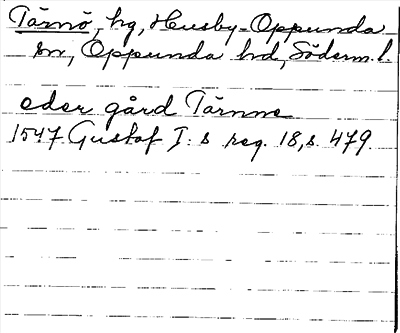 Tärnö, hg, Husby-Oppunda
sn, Oppunda hd, Söderm. l.
eder gård Tärnne
1547 Gustaf I:s reg. 18, s. 479.